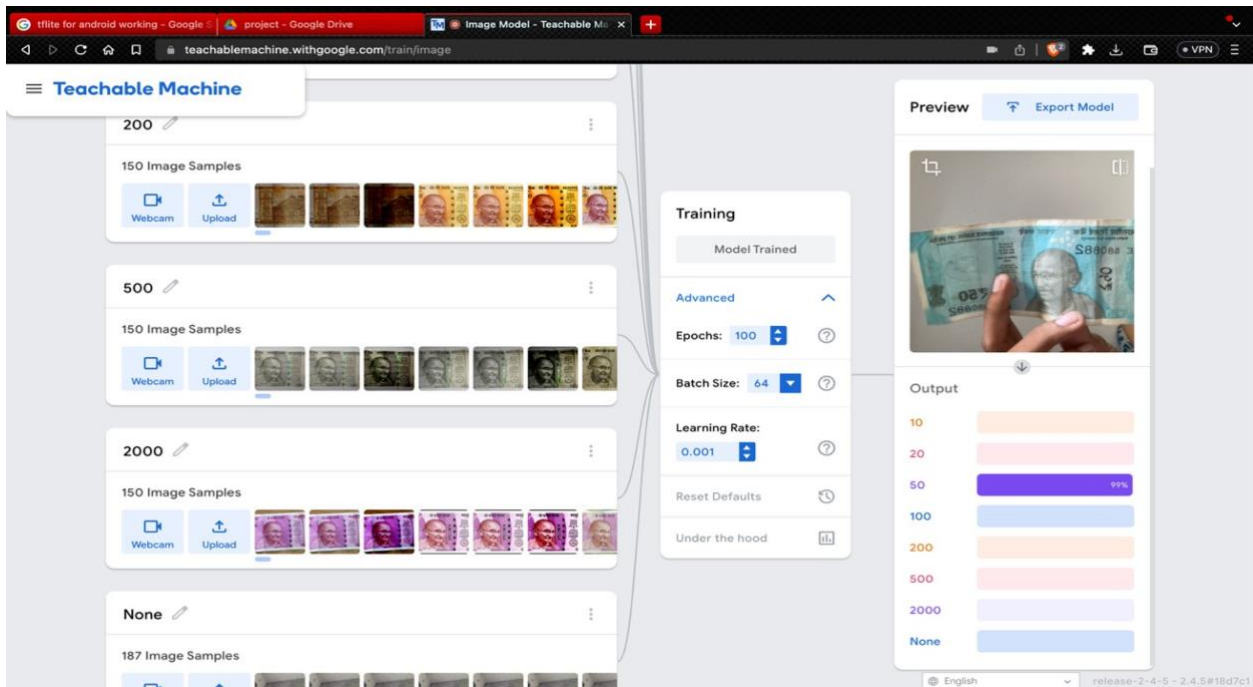 tflite for android working - Google S
project - Google Drive
TM Image Model - Teachable Ma
teachablemachine.withgoogle.com/train/image
VPN
Teachable Machine
200
150 Image Samples
Webcam
Upload
500
150 Image Samples
Webcam
Upload
2000
150 Image Samples
Webcam
Upload
None
187 Image Samples
Training
Model Trained
Advanced
Epochs: 100
Batch Size: 64
Learning Rate:
0.001
Reset Defaults
Under the hood
Preview
Export Model
Output
10
20
50 99%
100
200
500
2000
None
English
release-2-4-5 - 2.4.5#18d7c1